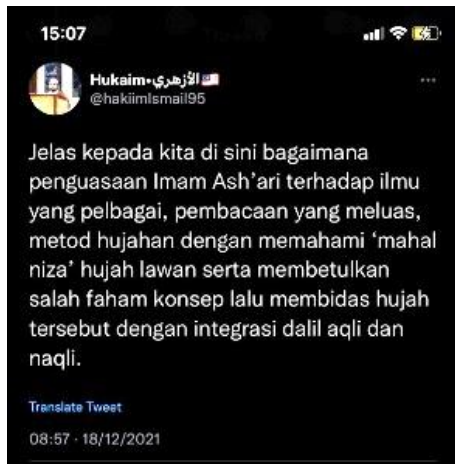 15:07
Hukaim•الأزهري🇲🇾
@hakiimIsmail95
Jelas kepada kita di sini bagaimana
penguasaan Imam Ash'ari terhadap ilmu
yang pelbagai, pembacaan yang meluas,
metod hujahan dengan memahami 'mahal
niza' hujah lawan serta membetulkan
salah faham konsep lalu membidas hujah
tersebut dengan integrasi dalil aqli dan
naqli.
Translate Tweet
08:57 · 18/12/2021